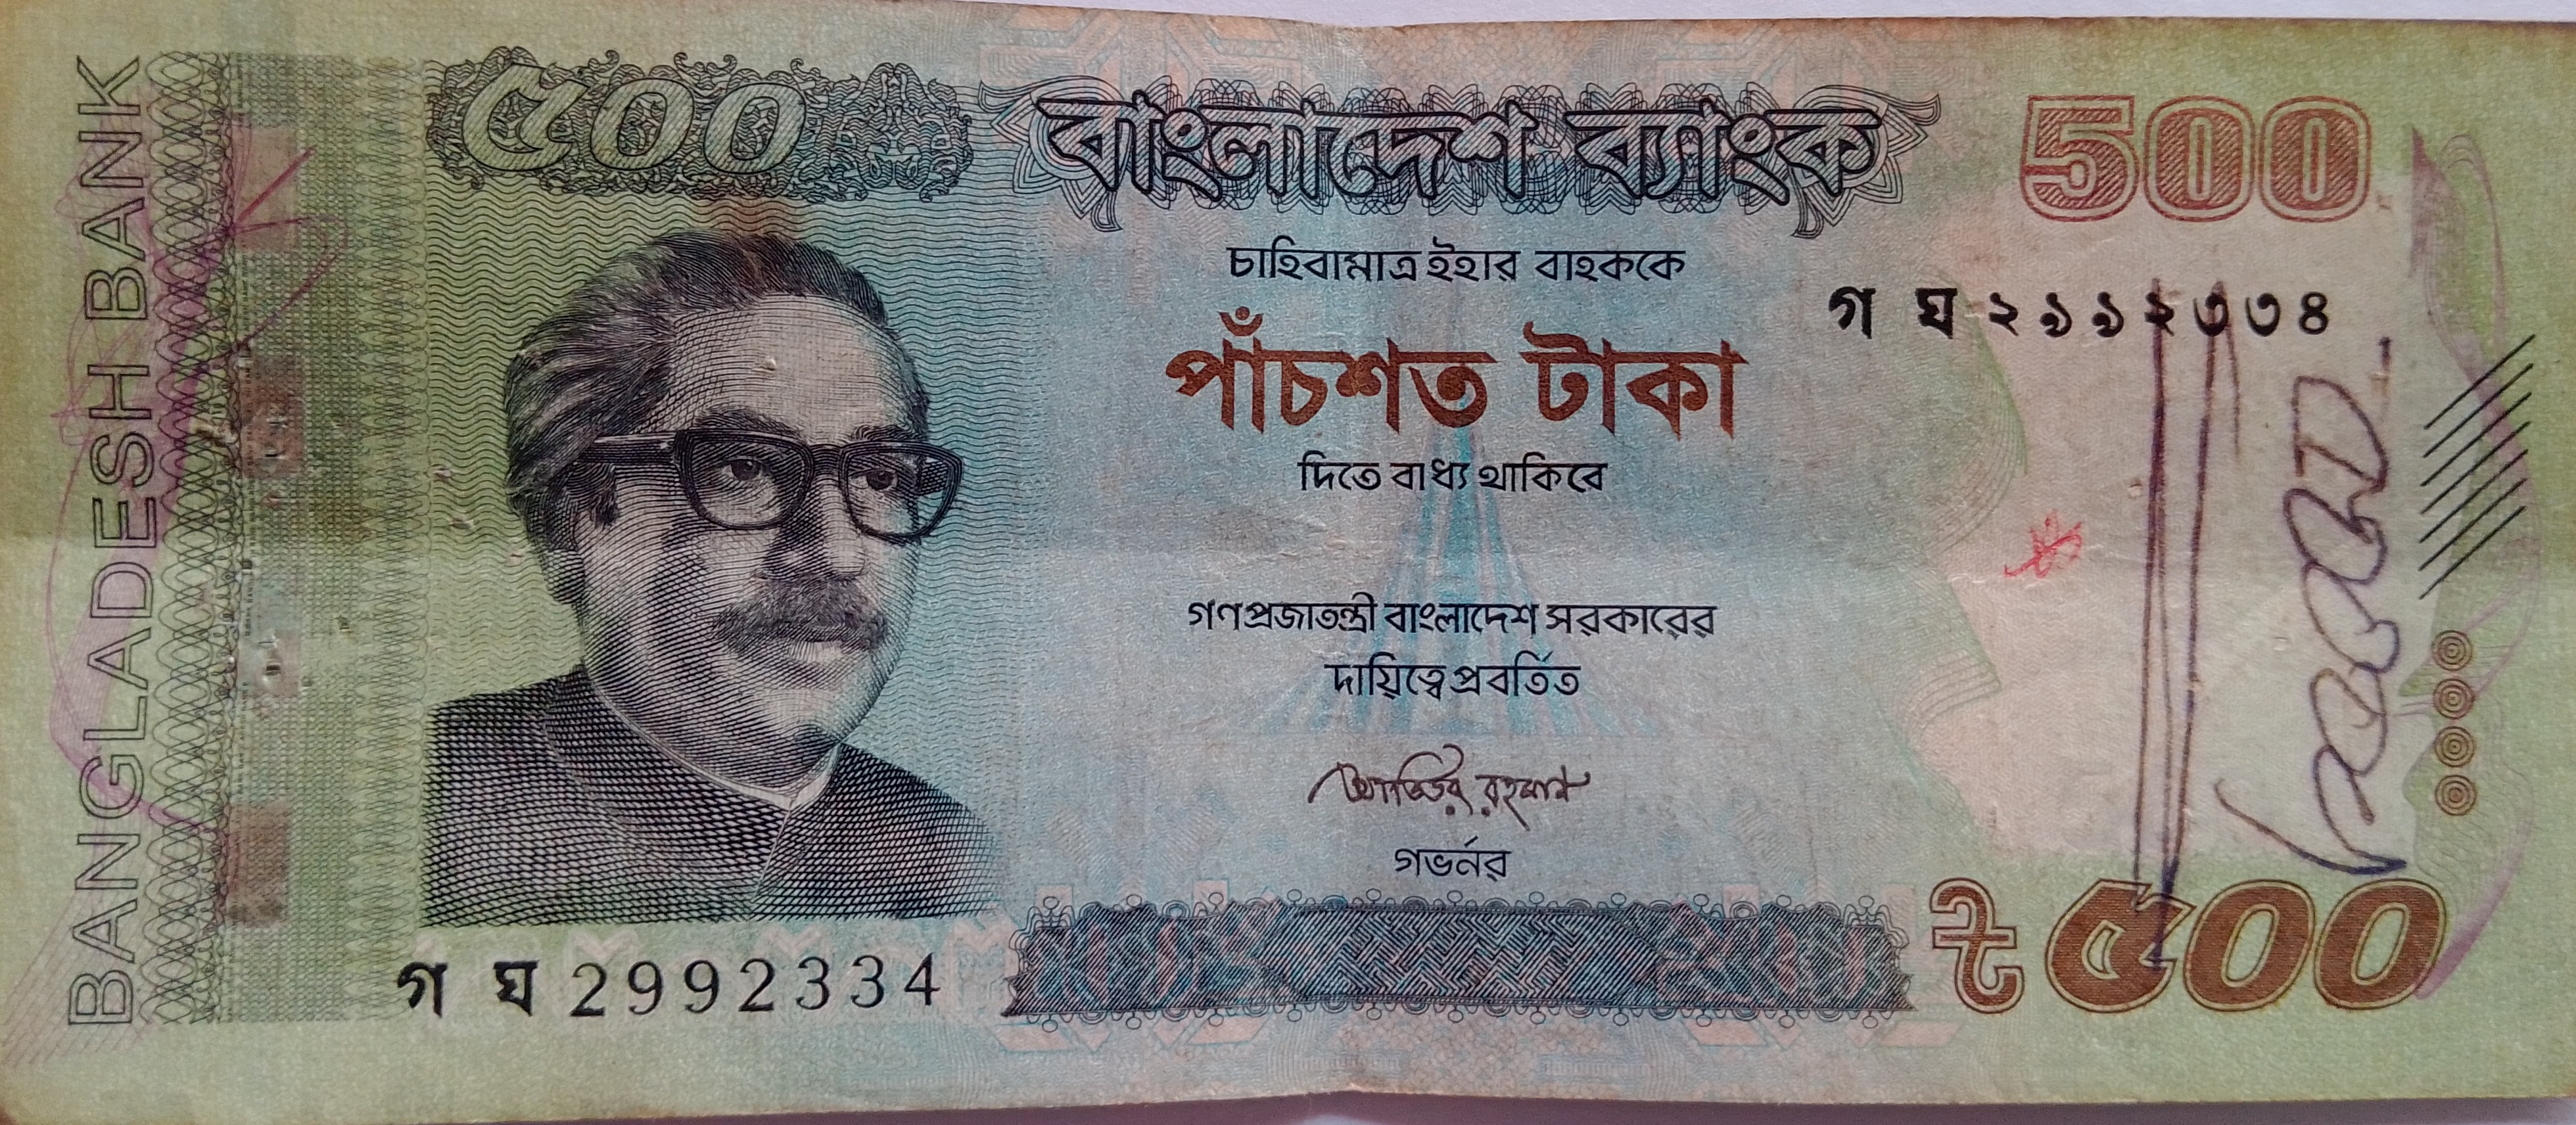 BANGLADESH BANK
৫০০
বাংলাদেশ ব্যাংক
500
চাহিবামাত্র ইহার বাহককে
গ ঘ ২৯৯২৩৩৪
পাঁচশত টাকা
দিতে বাধ্য থাকিবে
গণপ্রজাতন্ত্রী বাংলাদেশ সরকারের
দায়িত্বে প্রবর্তিত
আতিউর রহমান
গভর্নর
গ ঘ 2992334
৳ ৫০০